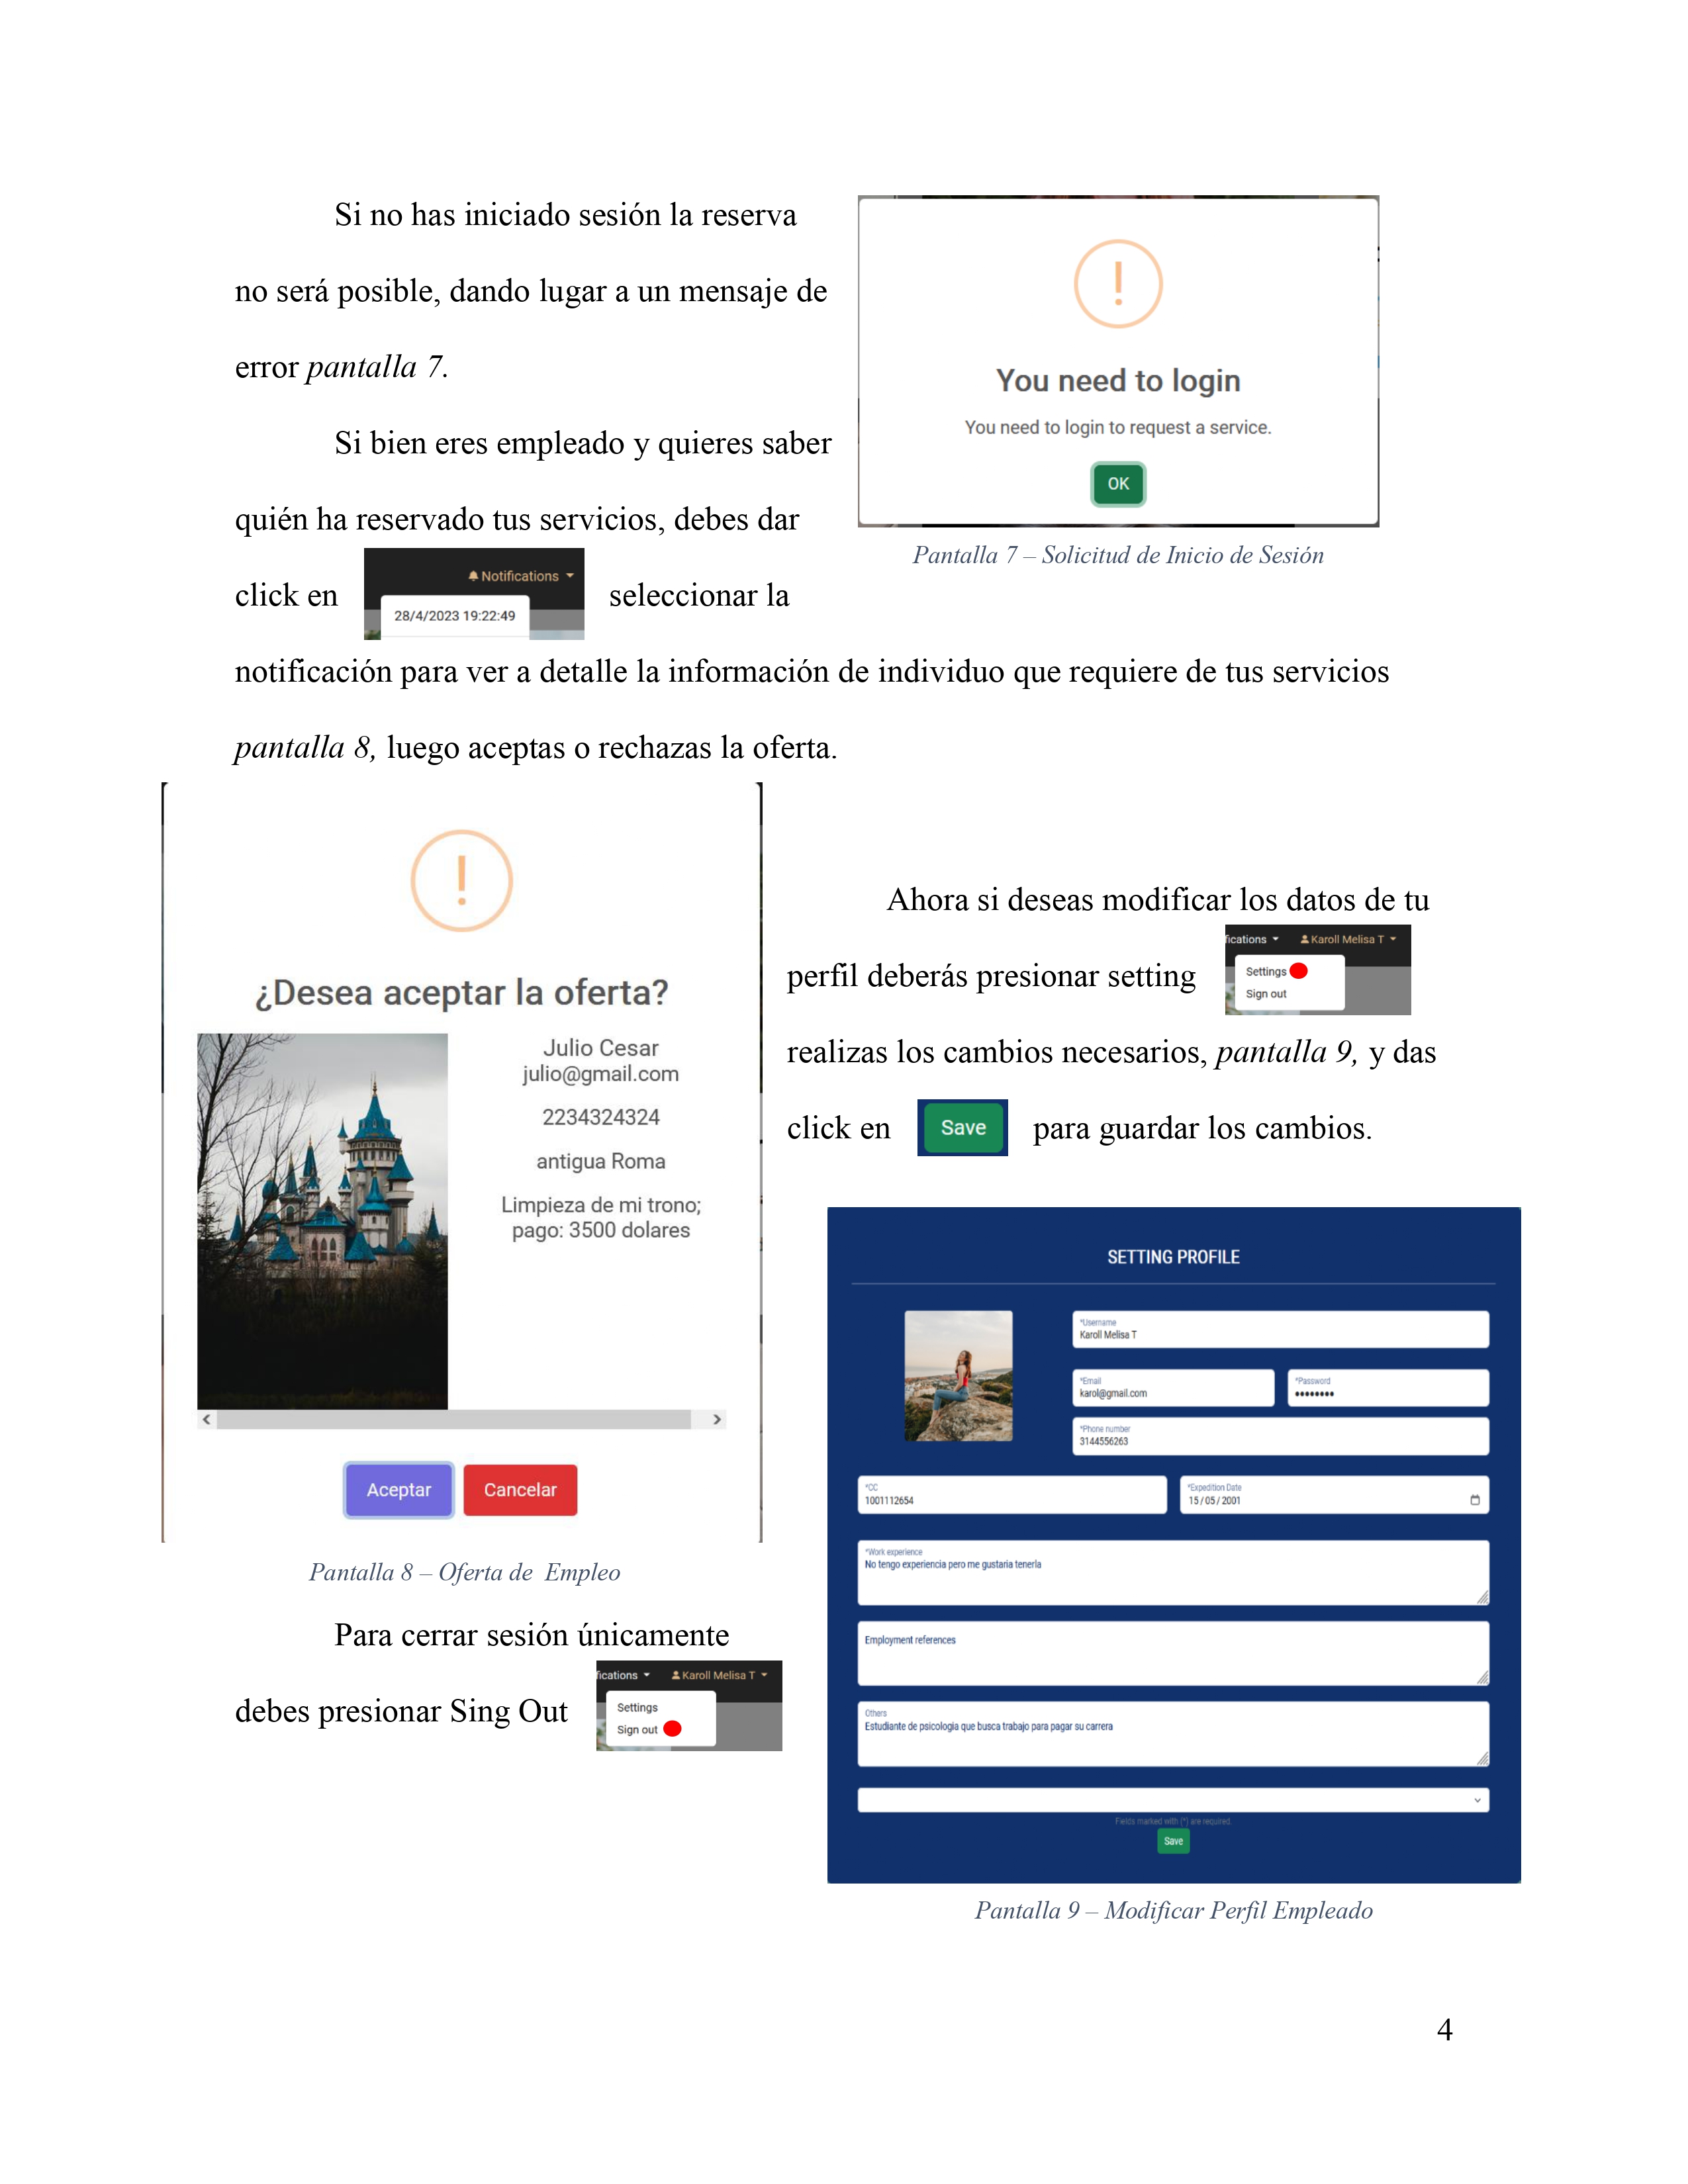 Si no has iniciado sesión la reserva
no será posible, dando lugar a un mensaje de
error pantalla 7.
You need to login
You need to login to request a service.
OK
Pantalla 7 – Solicitud de Inicio de Sesión
Si bien eres empleado y quieres saber
quién ha reservado tus servicios, debes dar
click en
Notifications
28/4/2023 19:22:49
seleccionar la
notificación para ver a detalle la información de individuo que requiere de tus servicios
pantalla 8, luego aceptas o rechazas la oferta.
¿Desea aceptar la oferta?
Julio Cesar
julio@gmail.com
2234324324
antigua Roma
Limpieza de mi trono;
pago: 3500 dolares
Aceptar
Cancelar
Pantalla 8 – Oferta de Empleo
Ahora si deseas modificar los datos de tu
perfil deberás presionar setting
fications
Karoll Melisa T
Settings
Sign out
realizas los cambios necesarios, pantalla 9, y das
click en
Save
para guardar los cambios.
SETTING PROFILE
*Username
Karoll Melisa T
*Email
karol@gmail.com
*Password
••••••••
*Phone number
3144556263
*CC
1001112654
*Expedition Date
15/05/2001
*Work experience
No tengo experiencia pero me gustaria tenerla
Employment references
Others
Estudiante de psicologia que busca trabajo para pagar su carrera
Fields marked with (*) are required.
Save
Pantalla 9 – Modificar Perfil Empleado
Para cerrar sesión únicamente
debes presionar Sing Out
fications
Karoll Melisa T
Settings
Sign out
4